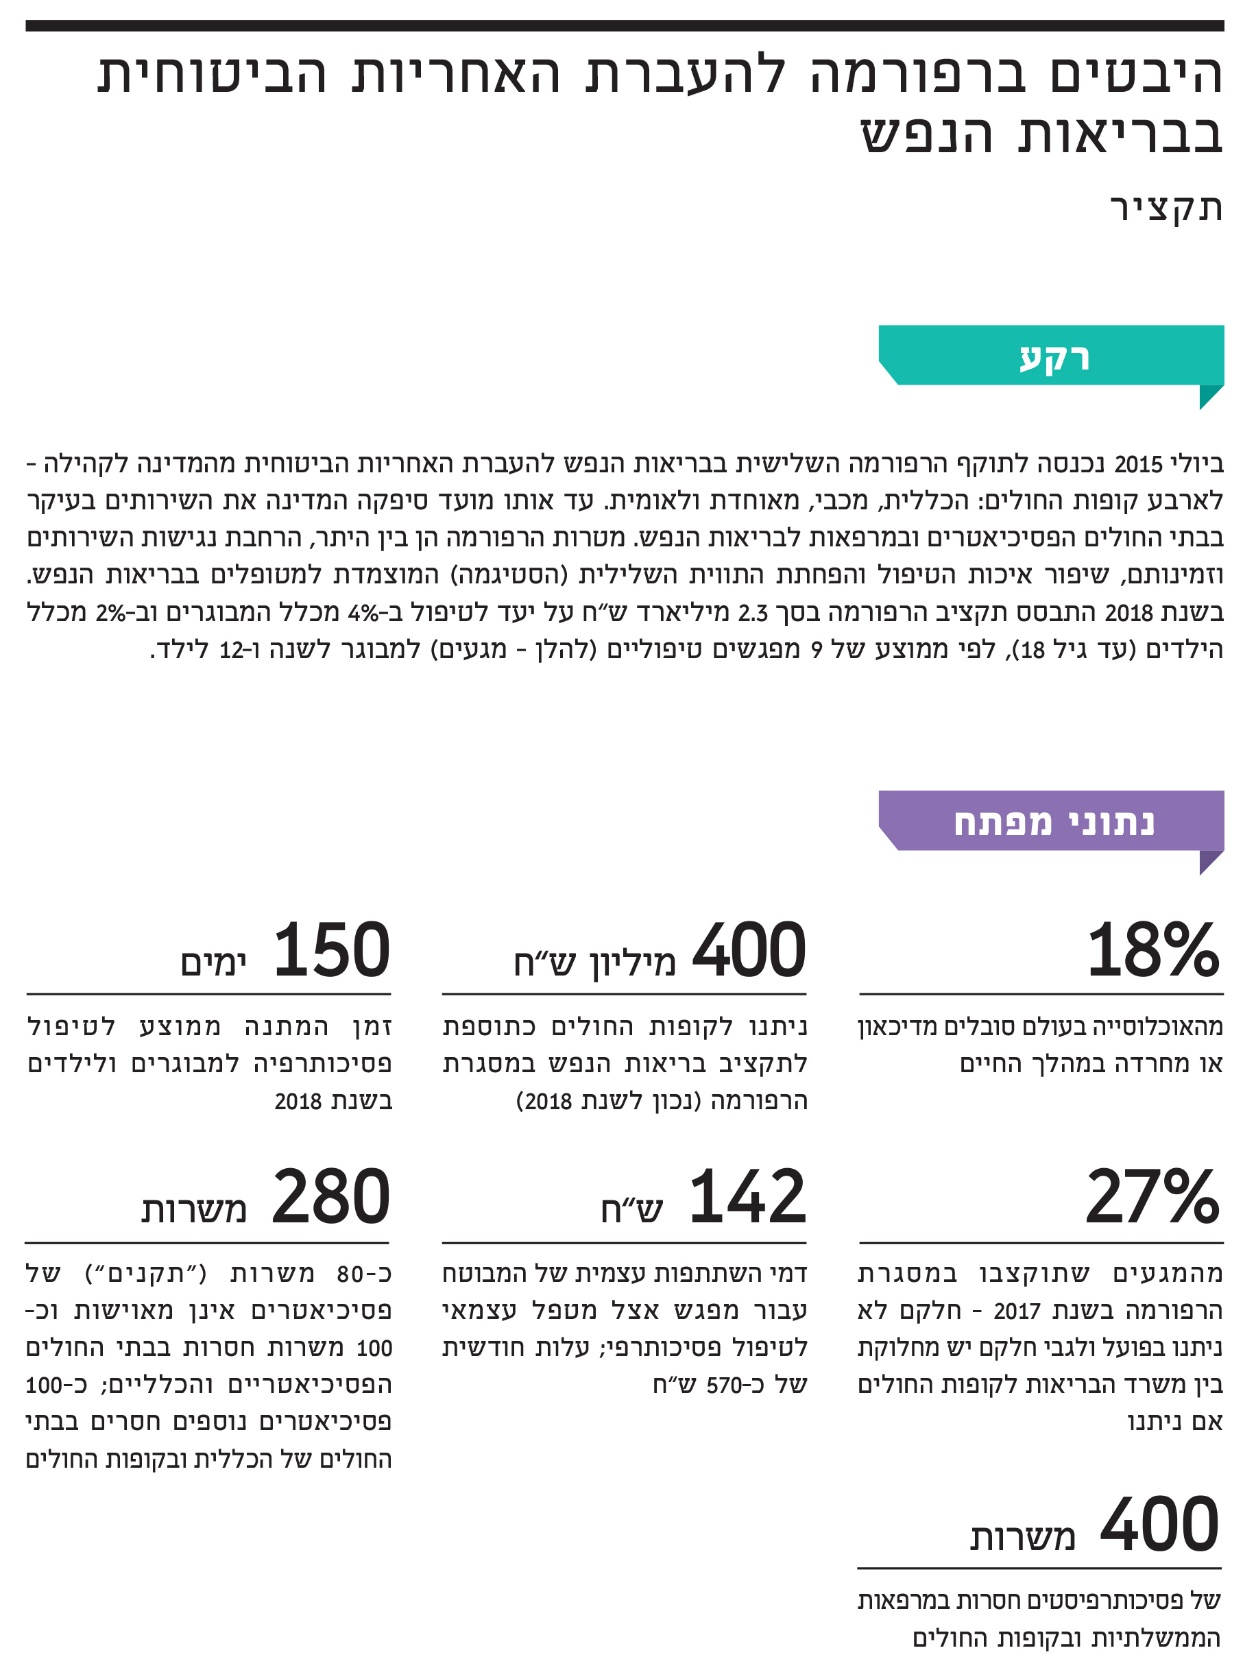 היבטים ברפורמה להעברת האחריות הביטוחית
בבריאות הנפש
תקציר
רקע
ביולי 2015 נכנסה לתוקף הרפורמה השלישית בבריאות הנפש להעברת האחריות הביטוחית מהמדינה לקהילה -
לארבע קופות החולים: הכללית, מכבי, מאוחדת ולאומית. עד אותו מועד סיפקה המדינה את השירותים בעיקר
בבתי החולים הפסיכיאטרים ובמרפאות לבריאות הנפש. מטרות הרפורמה הן בין היתר, הרחבת נגישות השירותים
וזמינותם, שיפור איכות הטיפול והפחתת התווית השלילית (הסטיגמה) המוצמדת למטופלים בבריאות הנפש.
בשנת 2018 התבסס תקציב הרפורמה בסך 2.3 מיליארד ש"ח על יעד לטיפול ב-4% מכלל המבוגרים וב-2% מכלל
הילדים (עד גיל 18), לפי ממוצע של 9 מפגשים טיפוליים (להלן - מגעים) למבוגר לשנה ו-12 לילד.
נתוני מפתח
18%
מהאוכלוסייה בעולם סובלים מדיכאון
או מחרדה במהלך החיים
400 מיליון ש"ח
ניתנו לקופות החולים כתוספת
לתקציב בריאות הנפש במסגרת
הרפורמה (נכון לשנת 2018)
150 ימים
זמן המתנה ממוצע לטיפול
פסיכותרפיה למבוגרים ולילדים
בשנת 2018
27%
מהמגעים שתוקצבו במסגרת
הרפורמה בשנת 2017 - חלקם לא
ניתנו בפועל ולגבי חלקם יש מחלוקת
בין משרד הבריאות לקופות החולים
אם ניתנו
142 ש"ח
דמי השתתפות עצמית של המבוטח
עבור מפגש אצל מטפל עצמאי
לטיפול פסיכותרפי; עלות חודשית
של כ-570 ש"ח
280 משרות
כ-80 משרות ("תקנים") של
פסיכיאטרים אינן מאוישות וכ-
100 משרות חסרות בבתי החולים
הפסיכיאטריים והכלליים; כ-100
פסיכיאטרים נוספים חסרים בבתי
החולים של הכללית ובקופות החולים
400 משרות
של פסיכותרפיסטים חסרות במרפאות
הממשלתיות ובקופות החולים